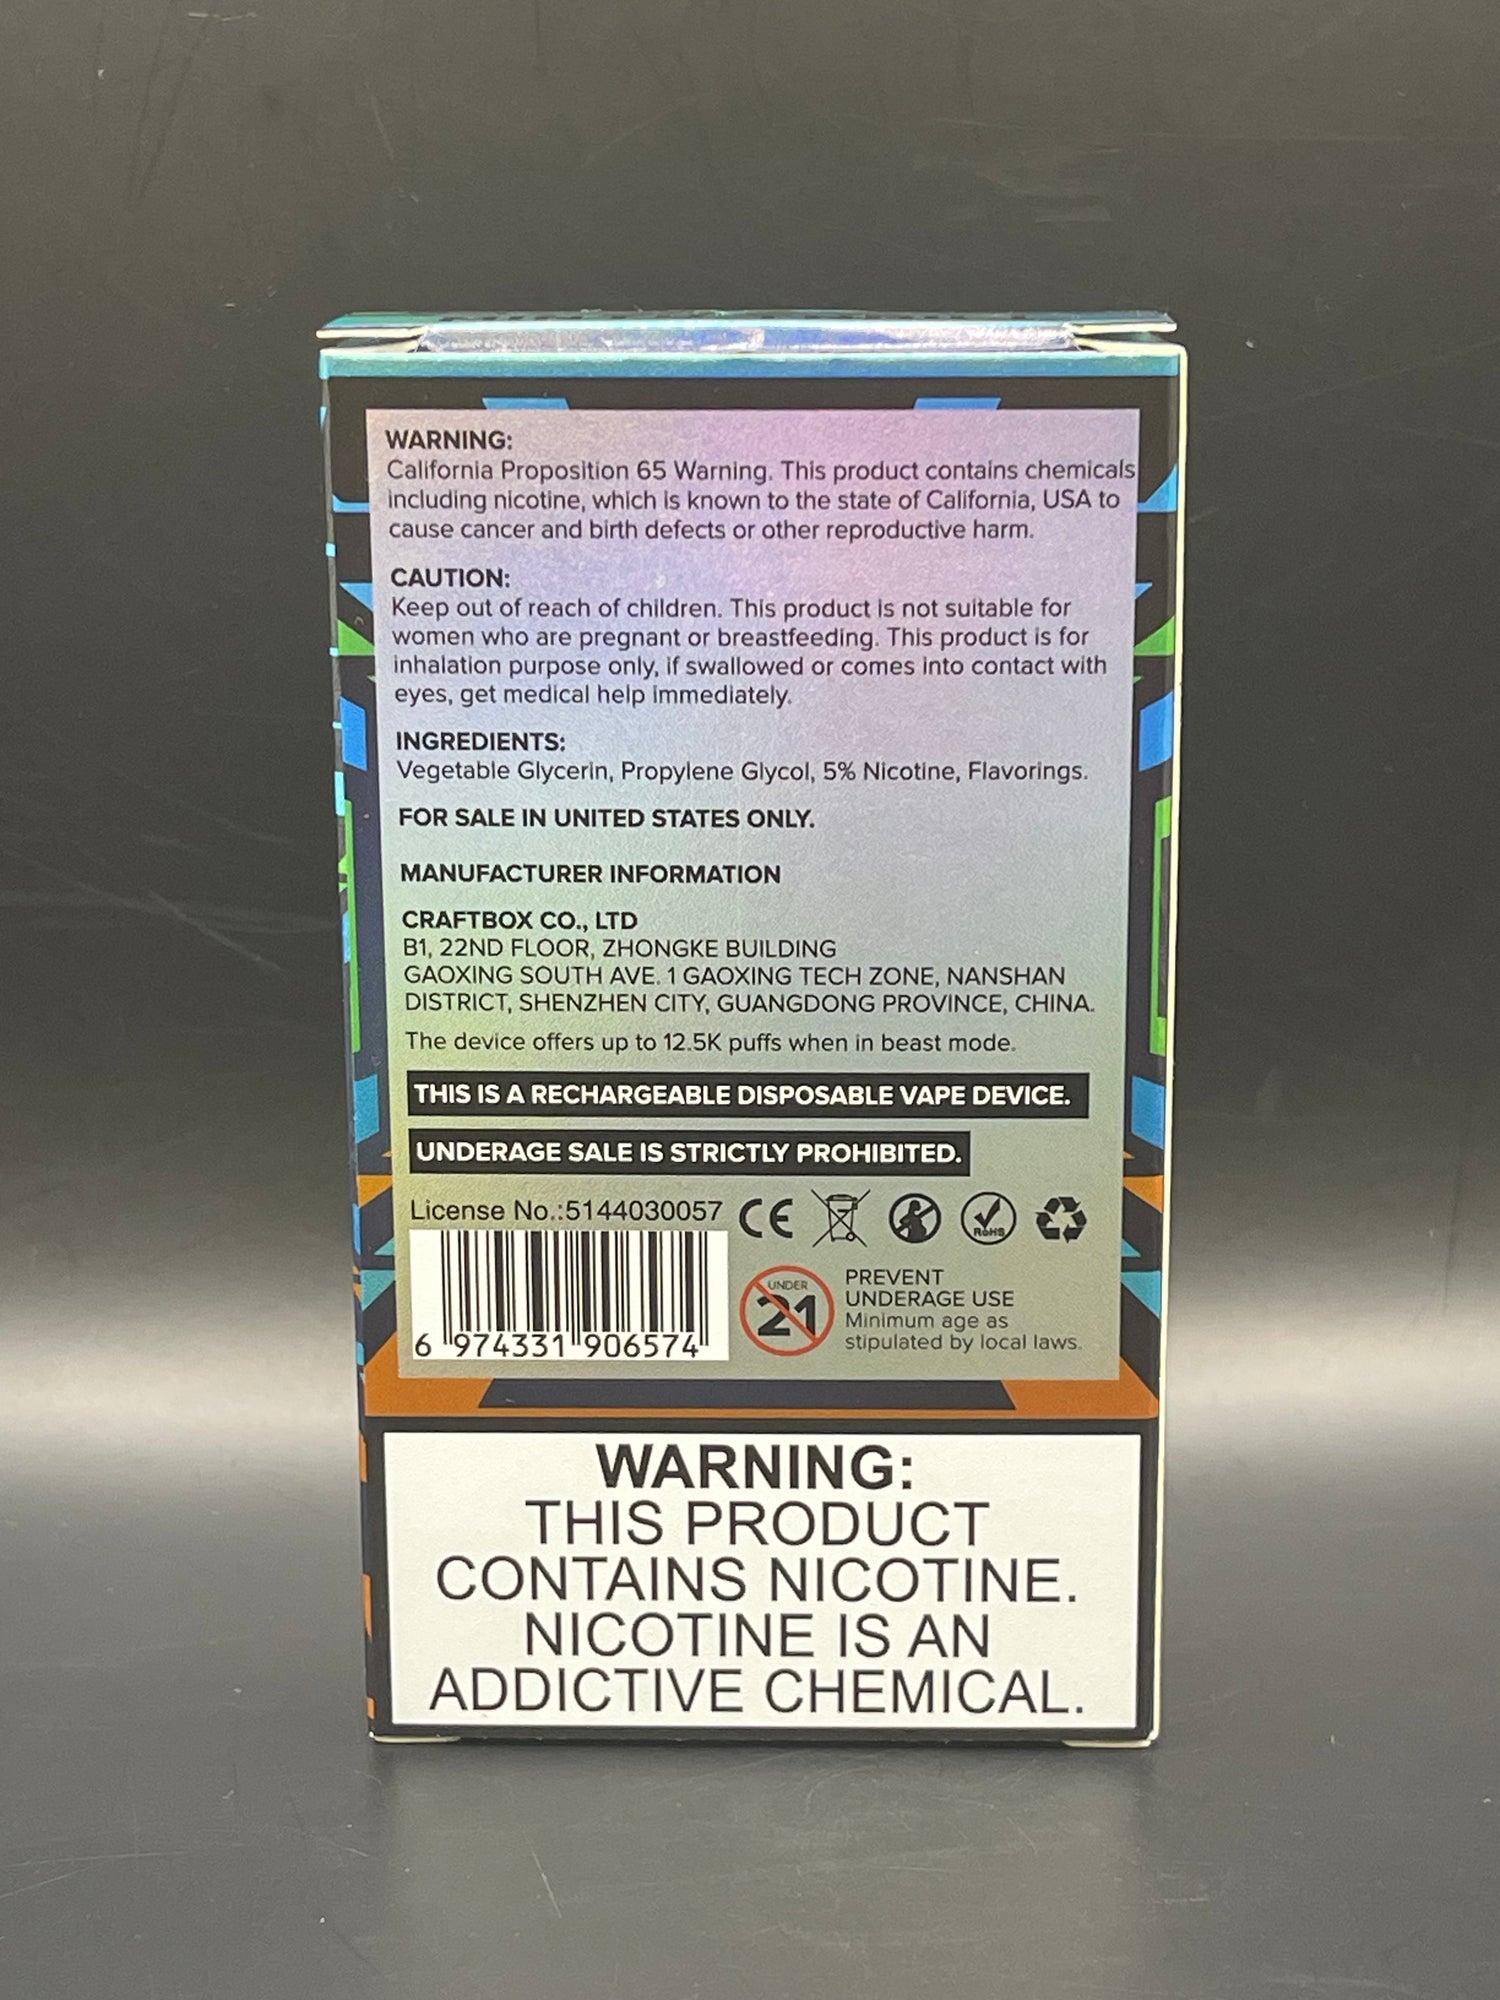 WARNING:
California Proposition 65 Warning. This product contains chemicals
including nicotine, which is known to the state of California, USA to
cause cancer and birth defects or other reproductive harm.
CAUTION:
Keep out of reach of children. This product is not suitable for
women who are pregnant or breastfeeding. This product is for
inhalation purpose only, if swallowed or comes into contact with
eyes, get medical help immediately.
INGREDIENTS:
Vegetable Glycerin, Propylene Glycol, 5% Nicotine, Flavorings.
FOR SALE IN UNITED STATES ONLY.
MANUFACTURER INFORMATION
CRAFTBOX CO., LTD
B1, 22ND FLOOR, ZHONGKE BUILDING
GAOXING SOUTH AVE. 1 GAOXING TECH ZONE, NANSHAN
DISTRICT, SHENZHEN CITY, GUANGDONG PROVINCE, CHINA.
The device offers up to 12.5K puffs when in beast mode.
THIS IS A RECHARGEABLE DISPOSABLE VAPE DEVICE.
UNDERAGE SALE IS STRICTLY PROHIBITED.
License No.:5144030057 CE RoHS
6 974331 906574
UNDER
21
PREVENT
UNDERAGE USE
Minimum age as
stipulated by local laws.
WARNING:
THIS PRODUCT
CONTAINS NICOTINE.
NICOTINE IS AN
ADDICTIVE CHEMICAL.